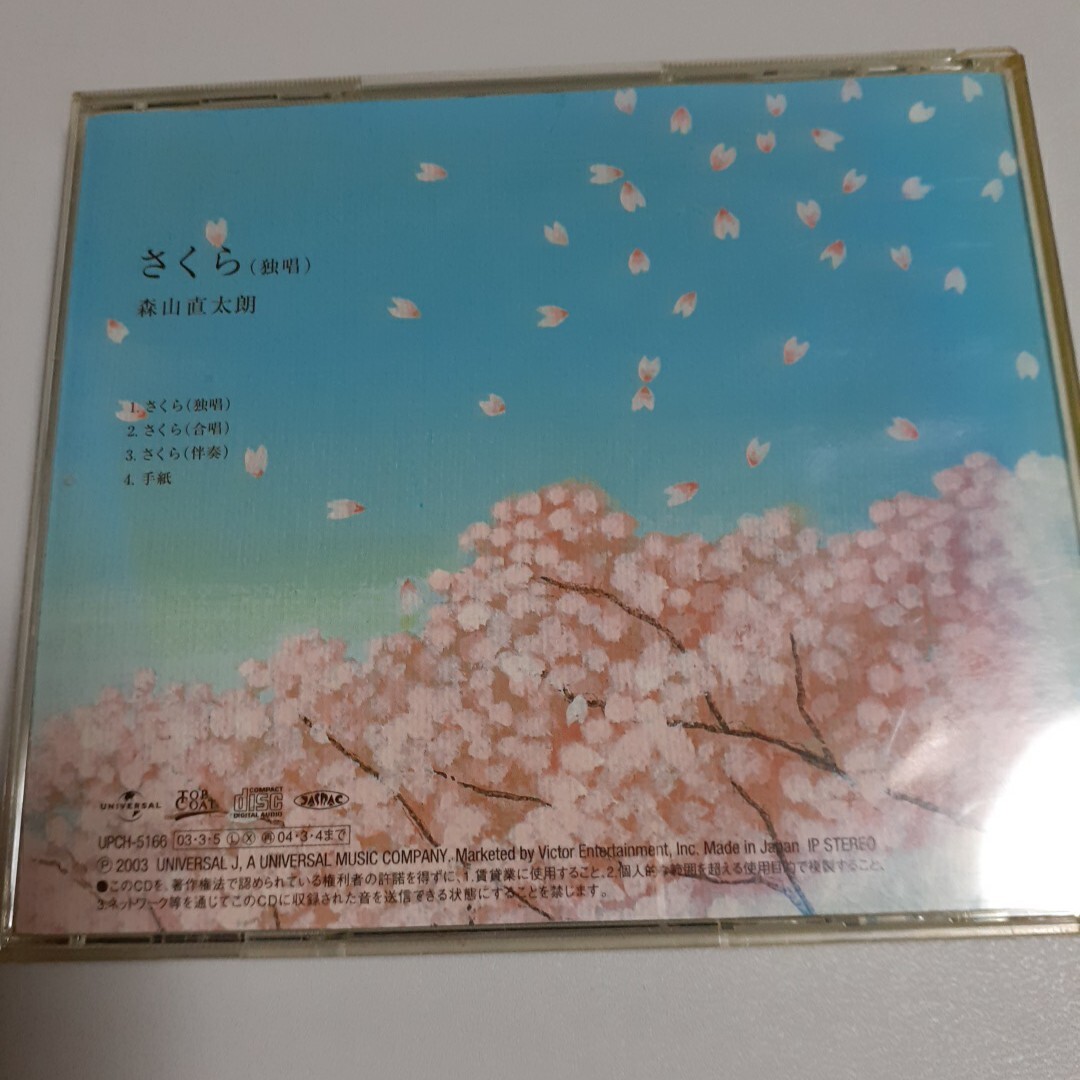 さくら(独唱)
森山直太朗
1. さくら(独唱)
2. さくら(合唱)
3. さくら(伴奏)
4. 手紙
UNIVERSAL TOP COAT COMPACT disc DIGITAL AUDIO JASRAC
UPCH-5166 03・3・5 Ⓛ Ⓧ ㊓ 04・3・4まで
Ⓟ 2003 UNIVERSAL J, A UNIVERSAL MUSIC COMPANY. Marketed by Victor Entertainment, Inc. Made in Japan IP STEREO
●このCDを、著作権法で認められている権利者の許諾を得ずに、1.賃貸業に使用すること、2.個人的な範囲を超える使用目的で複製すること、
3.ネットワーク等を通じてこのCDに収録された音を送信できる状態にすることを禁じます。